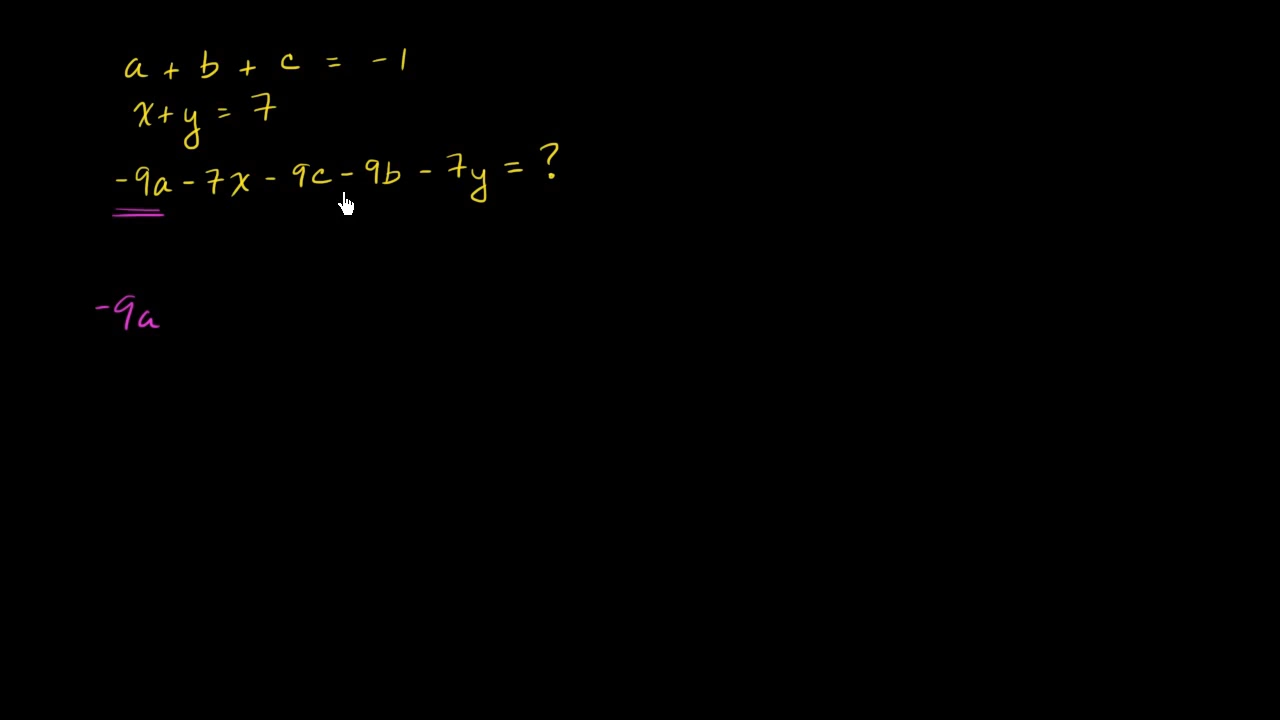 a + b + c = -1
x + y = 7
-9a - 7x - 9c - 9b - 7y = ?
-9a